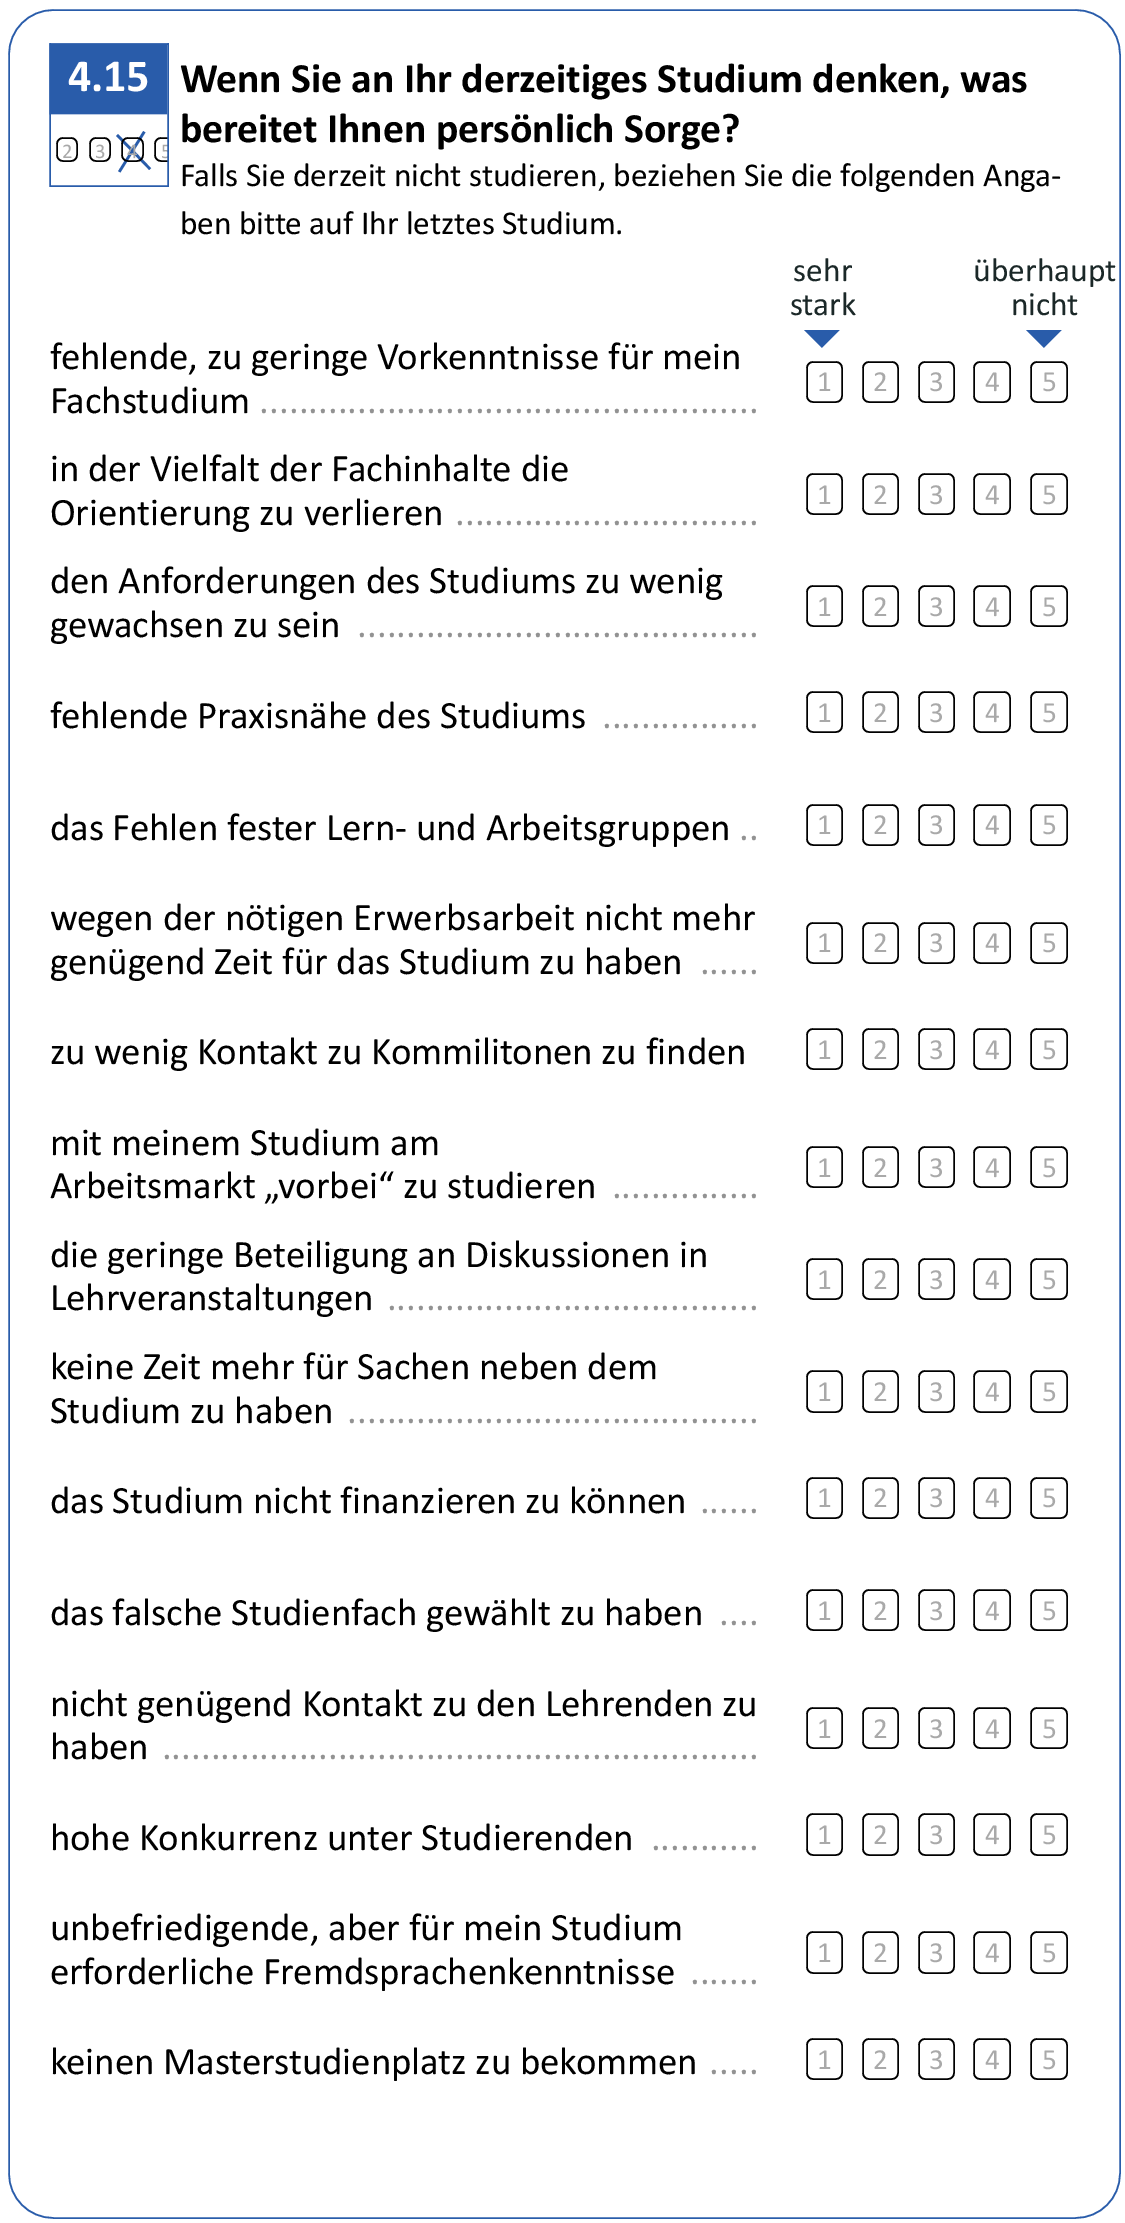 4.15
Wenn Sie an Ihr derzeitiges Studium denken, was
bereitet Ihnen persönlich Sorge?
2 3 4 5
Falls Sie derzeit nicht studieren, beziehen Sie die folgenden Anga-
ben bitte auf Ihr letztes Studium.
sehr überhaupt
stark nicht
fehlende, zu geringe Vorkenntnisse für mein
Fachstudium ................................................... 1 2 3 4 5
in der Vielfalt der Fachinhalte die
Orientierung zu verlieren ............................... 1 2 3 4 5
den Anforderungen des Studiums zu wenig
gewachsen zu sein ......................................... 1 2 3 4 5
fehlende Praxisnähe des Studiums ................ 1 2 3 4 5
das Fehlen fester Lern- und Arbeitsgruppen .. 1 2 3 4 5
wegen der nötigen Erwerbsarbeit nicht mehr
genügend Zeit für das Studium zu haben ...... 1 2 3 4 5
zu wenig Kontakt zu Kommilitonen zu finden 1 2 3 4 5
mit meinem Studium am
Arbeitsmarkt „vorbei“ zu studieren ............... 1 2 3 4 5
die geringe Beteiligung an Diskussionen in
Lehrveranstaltungen ...................................... 1 2 3 4 5
keine Zeit mehr für Sachen neben dem
Studium zu haben .......................................... 1 2 3 4 5
das Studium nicht finanzieren zu können ...... 1 2 3 4 5
das falsche Studienfach gewählt zu haben .... 1 2 3 4 5
nicht genügend Kontakt zu den Lehrenden zu
haben ............................................................. 1 2 3 4 5
hohe Konkurrenz unter Studierenden ........... 1 2 3 4 5
unbefriedigende, aber für mein Studium
erforderliche Fremdsprachenkenntnisse ....... 1 2 3 4 5
keinen Masterstudienplatz zu bekommen ..... 1 2 3 4 5